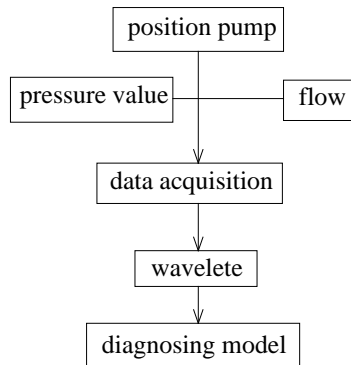 position pump
pressure value
flow
data acquisition
wavelete
diagnosing model